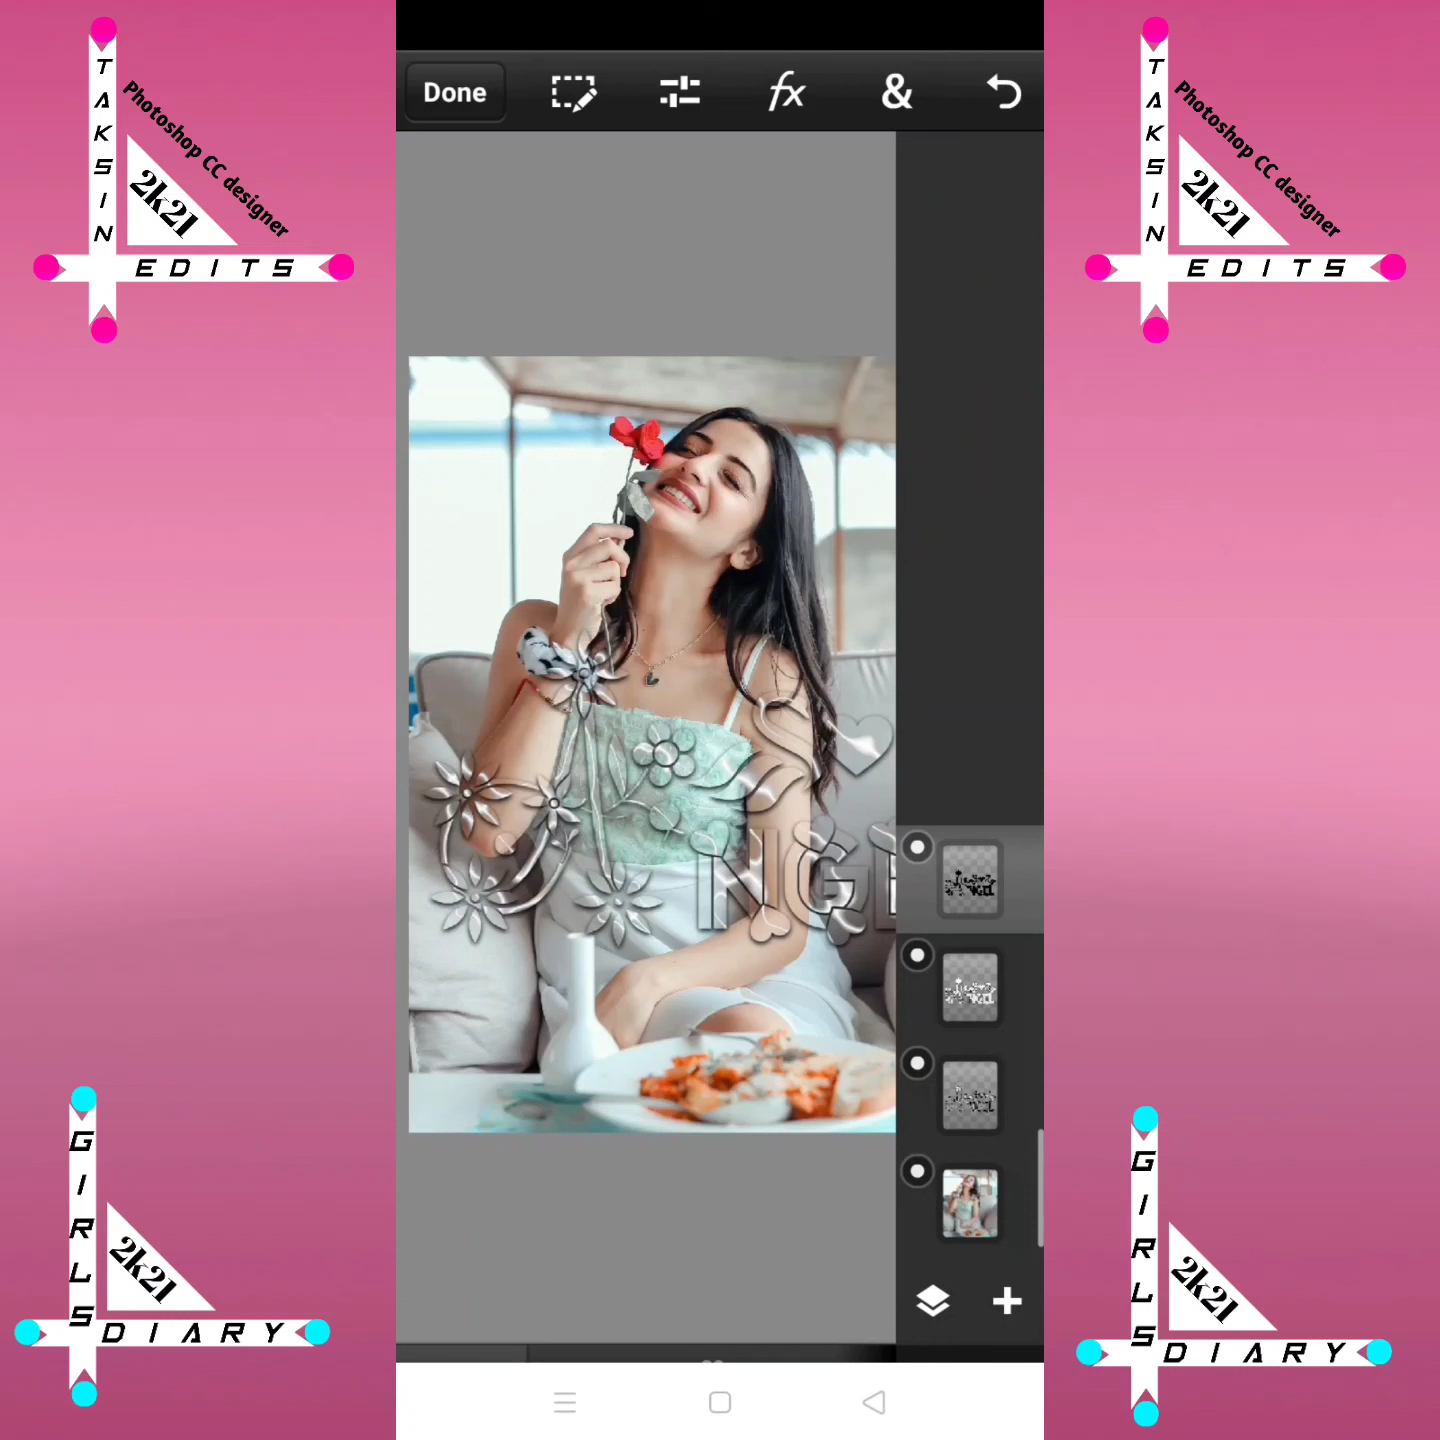 TAKSIN
Photoshop CC designer
2k21
EDITS
Done
fx
&
TAKSIN
Photoshop CC designer
2k21
EDITS
NGE
GIRLS
2k21
DIARY
GIRLS
2k21
DIARY